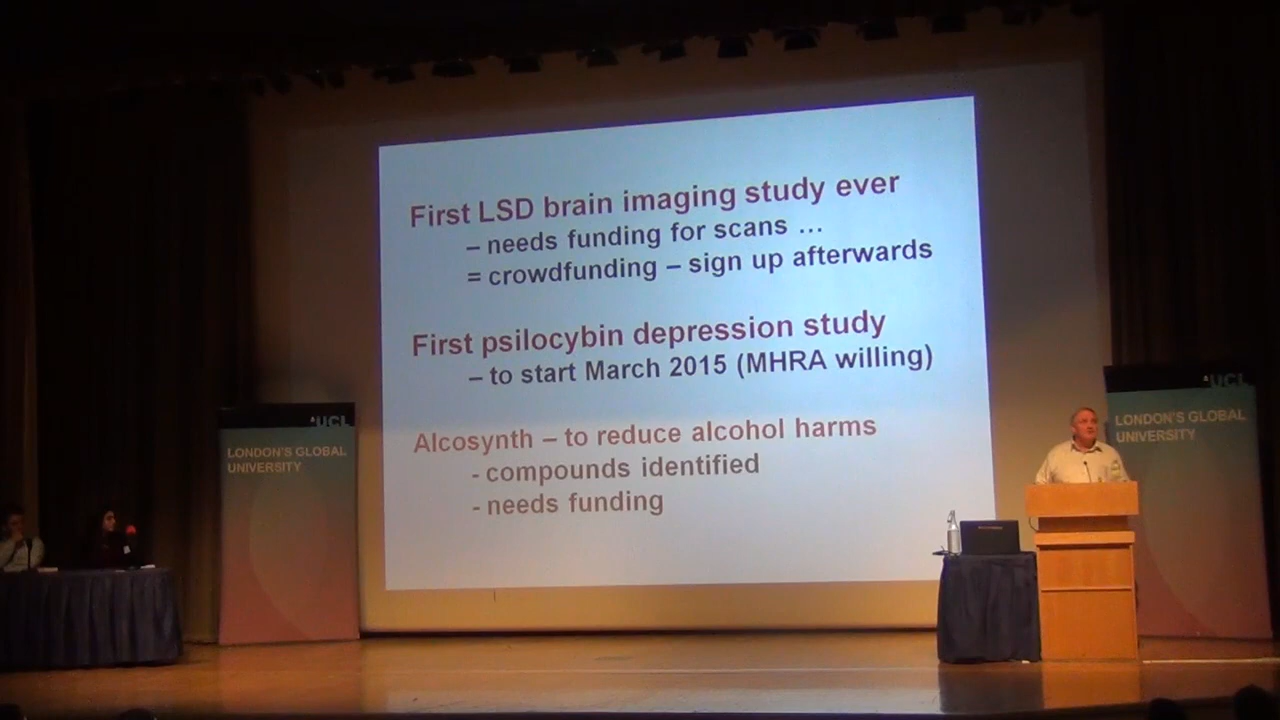 First LSD brain imaging study ever
– needs funding for scans ...
= crowdfunding – sign up afterwards
First psilocybin depression study
– to start March 2015 (MHRA willing)
Alcosynth – to reduce alcohol harms
- compounds identified
- needs funding
UCL
LONDON'S GLOBAL
UNIVERSITY
UCL
LONDON'S GLOBAL
UNIVERSITY